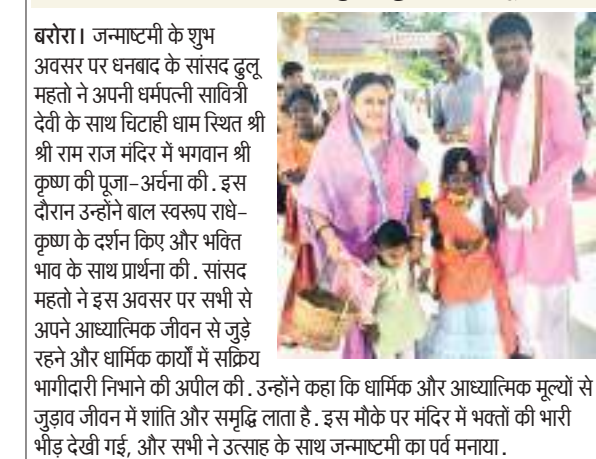 बरोरा। जन्माष्टमी के शुभ
अवसर पर धनबाद के सांसद ढुलू
महतो ने अपनी धर्मपत्नी सावित्री
देवी के साथ चिटाही धाम स्थित श्री
श्री राम राज मंदिर में भगवान श्री
कृष्ण की पूजा-अर्चना की. इस
दौरान उन्होंने बाल स्वरूप राधे-
कृष्ण के दर्शन किए और भक्ति
भाव के साथ प्रार्थना की. सांसद
महतो ने इस अवसर पर सभी से
अपने आध्यात्मिक जीवन से जुड़े
रहने और धार्मिक कार्यों में सक्रिय
भागीदारी निभाने की अपील की. उन्होंने कहा कि धार्मिक और आध्यात्मिक मूल्यों से
जुड़ाव जीवन में शांति और समृद्धि लाता है. इस मौके पर मंदिर में भक्तों की भारी
भीड़ देखी गई, और सभी ने उत्साह के साथ जन्माष्टमी का पर्व मनाया.